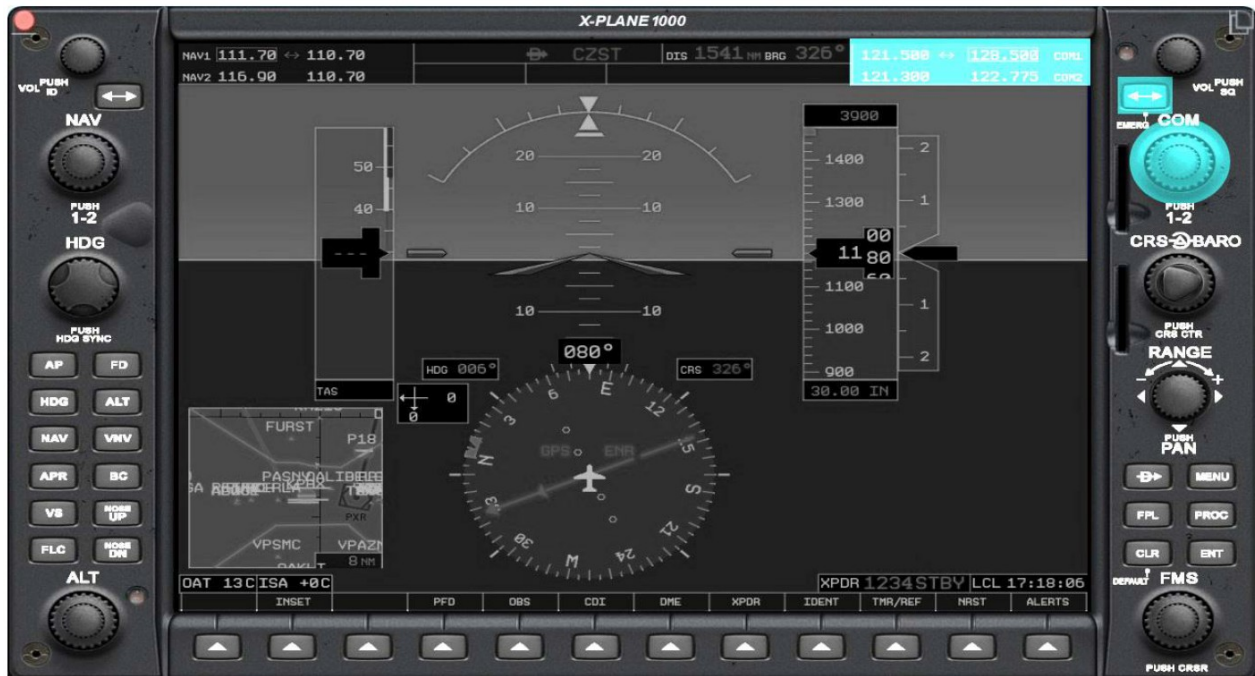 X-PLANE 1000
NAV1 111.70 ↔ 110.70
NAV2 116.90 110.70
CZST
DIS 1541 NM BRG 326°
121.500 ↔ 128.500 COM1
121.300 122.775 COM2
VOL PUSH ID
NAV
PUSH
1-2
HDG
PUSH
HDG SYNC
AP FD
HDG ALT
NAV VNV
APR BC
VS NOSE UP
FLC NOSE DN
ALT
50
40
TAS
20 20
10 10
10 10
3900
1400
1300
11
00
80
1100
1000
900
30.00 IN
2
1
1
2
HDG 006°
080°
CRS 326°
0
0
GPS ENR
N 3 6 E 12 15 S 21 24 W 30 33
FURST
P18
PXR
VPSMC
8 NM
OAT 13C ISA +0C
XPDR 1234 STBY LCL 17:18:06
INSET PFD OBS CDI DME XPDR IDENT TMR/REF NRST ALERTS
VOL PUSH SQ
EMERG
COM
PUSH
1-2
CRS BARO
PUSH
CRS CTR
RANGE
- +
PUSH
PAN
D MENU
FPL PROC
CLR ENT
DEFAULT FMS
PUSH CRSR